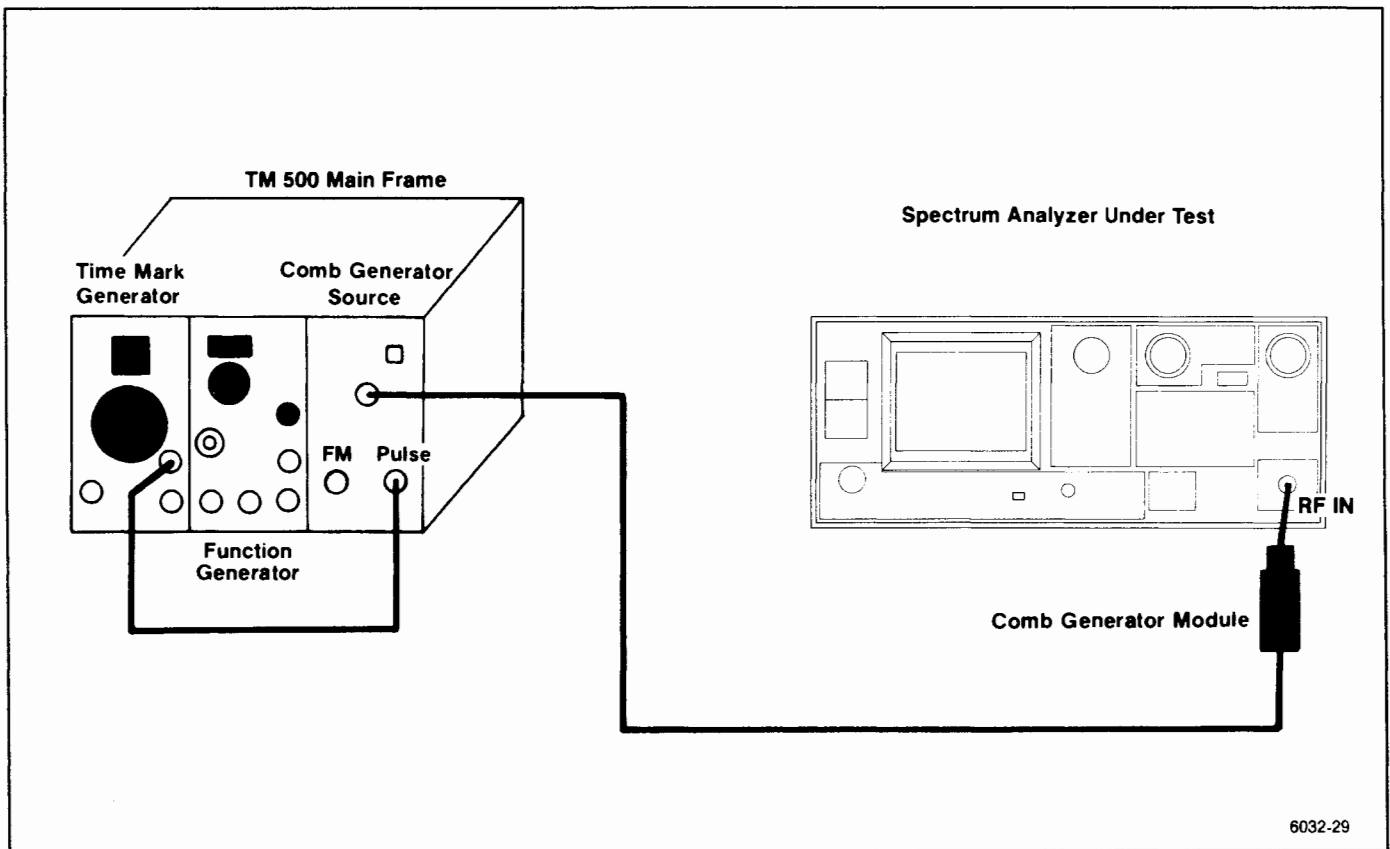 TM 500 Main Frame
Spectrum Analyzer Under Test
Time Mark
Generator
Comb Generator
Source
FM
Pulse
Function
Generator
RF IN
Comb Generator Module
6032-29